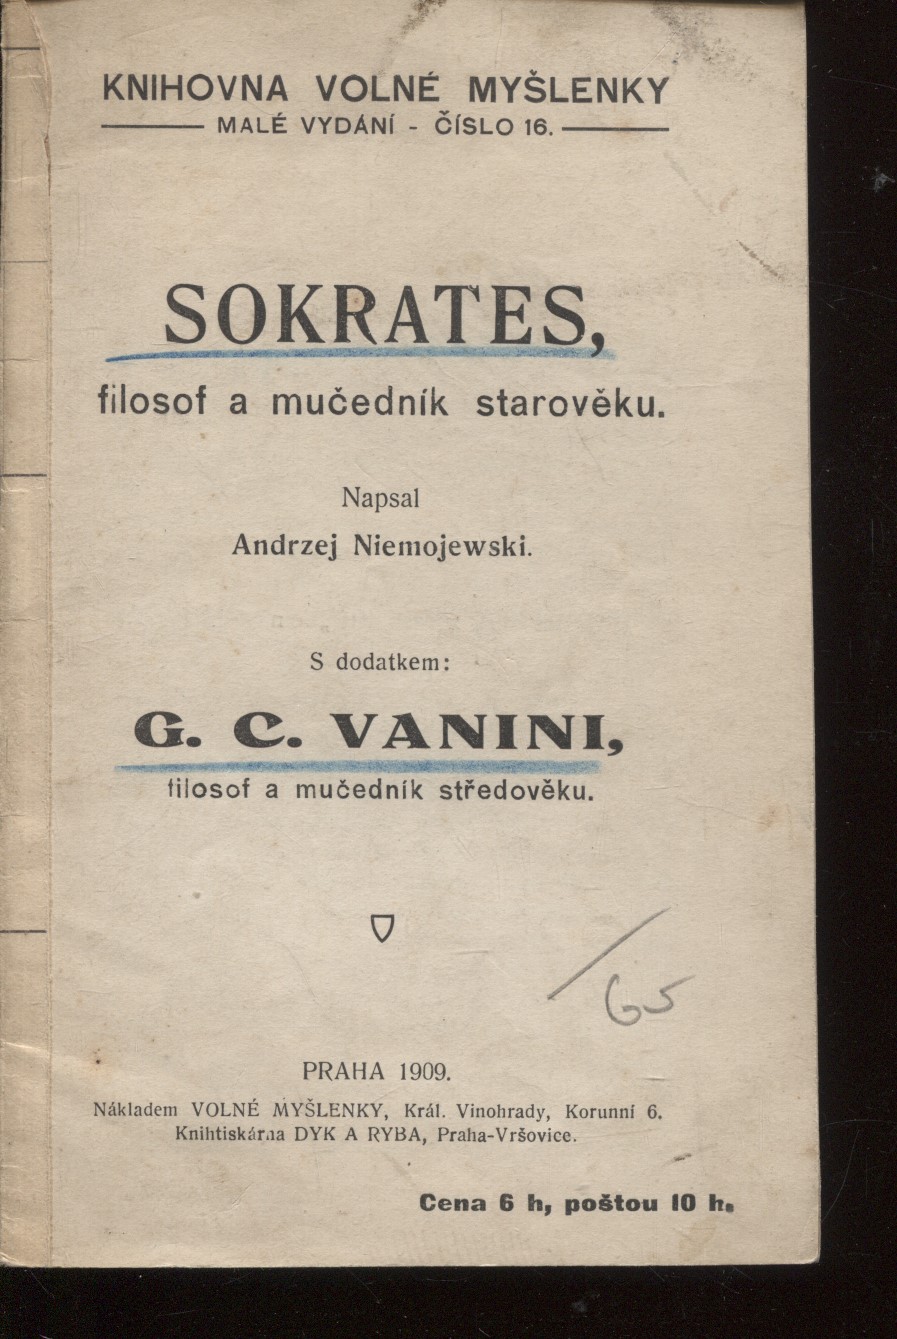 KNIHOVNA VOLNÉ MYŠLENKY
MALÉ VYDÁNÍ - ČÍSLO 16.
SOKRATES,
filosof a mučedník starověku.
Napsal
Andrzej Niemojewski.
S dodatkem:
G. C. VANINI,
filosof a mučedník středověku.
/
65
PRAHA 1909.
Nákladem VOLNÉ MYŠLENKY, Král. Vinohrady, Korunní 6.
Knihtiskárna DYK A RYBA, Praha-Vršovice.
Cena 6 h, poštou 10 h.